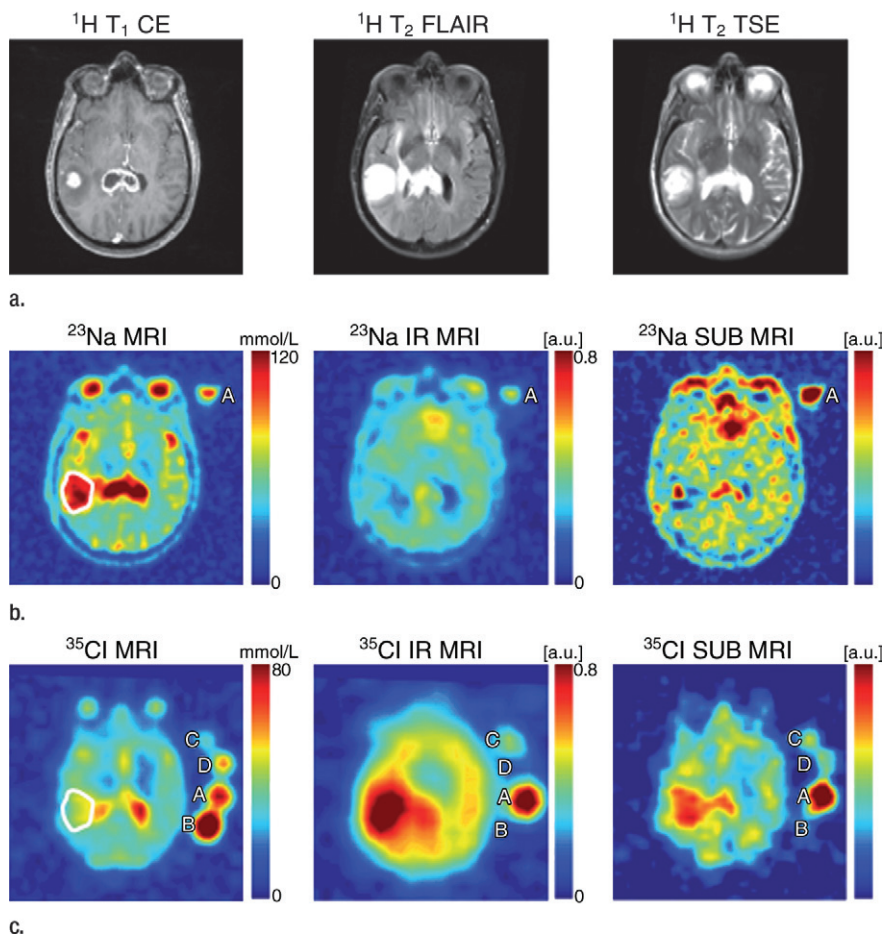 ¹H T₁ CE ¹H T₂ FLAIR ¹H T₂ TSE
a.
²³Na MRI mmol/L ²³Na IR MRI [a.u.] ²³Na SUB MRI [a.u.]
120 0.8
A A A
0 0
b.
³⁵Cl MRI mmol/L ³⁵Cl IR MRI [a.u.] ³⁵Cl SUB MRI [a.u.]
80 0.8
C C C
D D D
A A A
B B B
0 0
c.